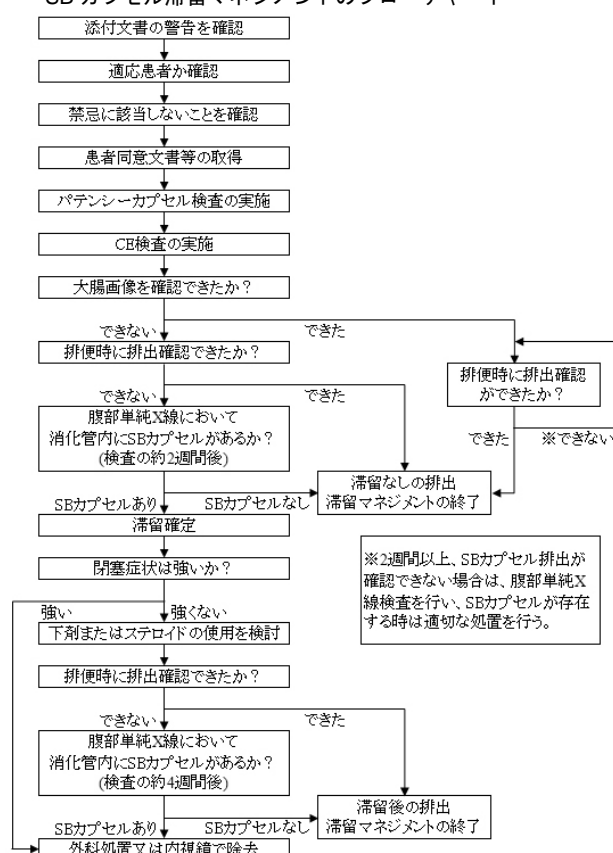 SBカプセル滞留マネジメントのフローチャート
添付文書の警告を確認
適応患者か確認
禁忌に該当しないことを確認
患者同意文書等の取得
パテンシーカプセル検査の実施
CE検査の実施
大腸画像を確認できたか?
できない
できた
排便時に排出確認できたか?
排便時に排出確認
ができたか?
できない
できた
できた
※できない
腹部単純X線において
消化管内にSBカプセルがあるか?
(検査の約2週間後)
滞留なしの排出
滞留マネジメントの終了
SBカプセルあり
SBカプセルなし
滞留確定
閉塞症状は強いか?
※2週間以上、SBカプセル排出が
確認できない場合は、腹部単純X
線検査を行い、SBカプセルが存在
する時は適切な処置を行う。
強い
強くない
下剤またはステロイドの使用を検討
排便時に排出確認できたか?
できない
できた
腹部単純X線において
消化管内にSBカプセルがあるか?
(検査の約4週間後)
滞留後の排出
滞留マネジメントの終了
SBカプセルあり
SBカプセルなし
外科処置又は内視鏡で除去